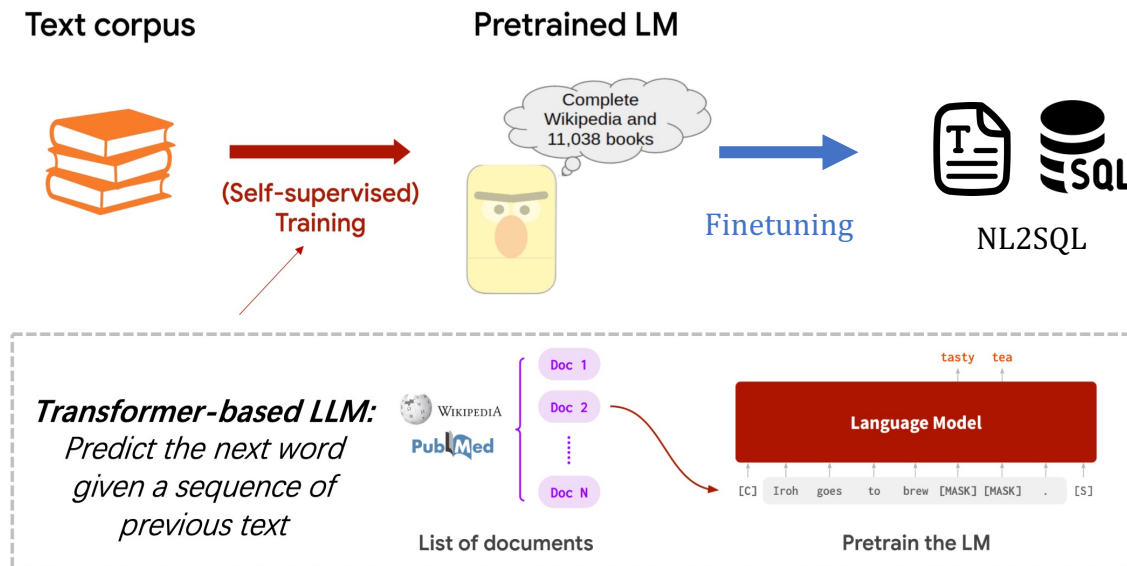 Text corpus
Pretrained LM
Complete
Wikipedia and
11,038 books
(Self-supervised)
Training
Finetuning
T
SQL
NL2SQL
Transformer-based LLM:
Predict the next word
given a sequence of
previous text
WIKIPEDIA
PubMed
Doc 1
Doc 2
Doc N
List of documents
tasty tea
Language Model
[C] Iroh goes to brew [MASK] [MASK] . [S]
Pretrain the LM